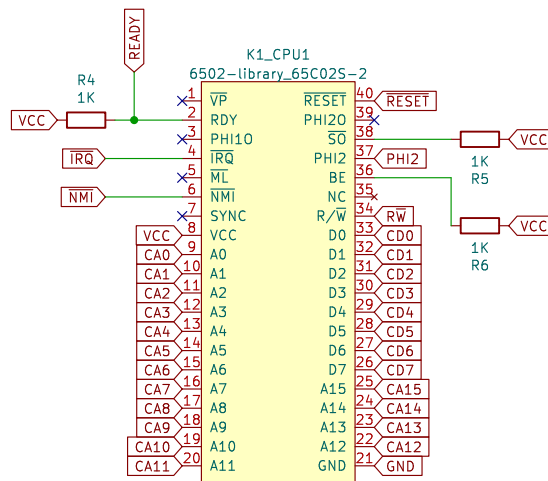 READY
K1_CPU1
6502-library_65C02S-2
R4
1K
VCC
1 VP RESET 40 RESET
2 RDY PHI2O 39
3 PHI1O SO 38 VCC
1K
R5
IRQ 4 IRQ PHI2 37 PHI2
5 ML BE 36
NMI 6 NMI NC 35
7 SYNC R/W 34 RW
VCC
1K
R6
VCC 8 VCC D0 33 CD0
CA0 9 A0 D1 32 CD1
CA1 10 A1 D2 31 CD2
CA2 11 A2 D3 30 CD3
CA3 12 A3 D4 29 CD4
CA4 13 A4 D5 28 CD5
CA5 14 A5 D6 27 CD6
CA6 15 A6 D7 26 CD7
CA7 16 A7 A15 25 CA15
CA8 17 A8 A14 24 CA14
CA9 18 A9 A13 23 CA13
CA10 19 A10 A12 22 CA12
CA11 20 A11 GND 21 GND